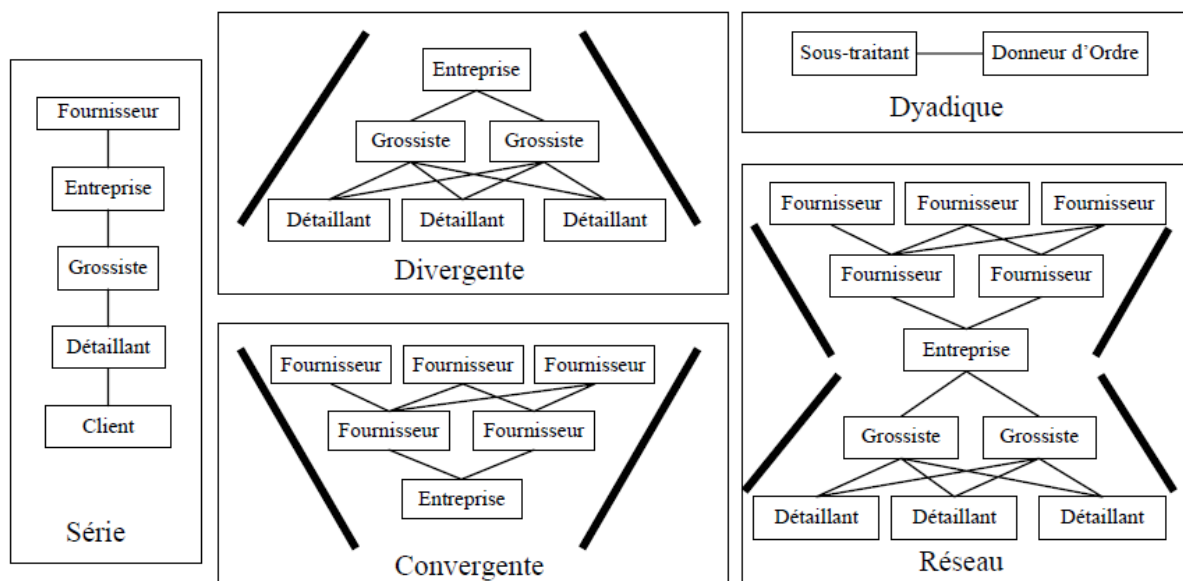 Fournisseur
Entreprise
Grossiste
Détaillant
Client
Série
Entreprise
Grossiste Grossiste
Détaillant Détaillant Détaillant
Divergente
Fournisseur Fournisseur Fournisseur
Fournisseur Fournisseur
Entreprise
Convergente
Sous-traitant Donneur d'Ordre
Dyadique
Fournisseur Fournisseur Fournisseur
Fournisseur Fournisseur
Entreprise
Grossiste Grossiste
Détaillant Détaillant Détaillant
Réseau